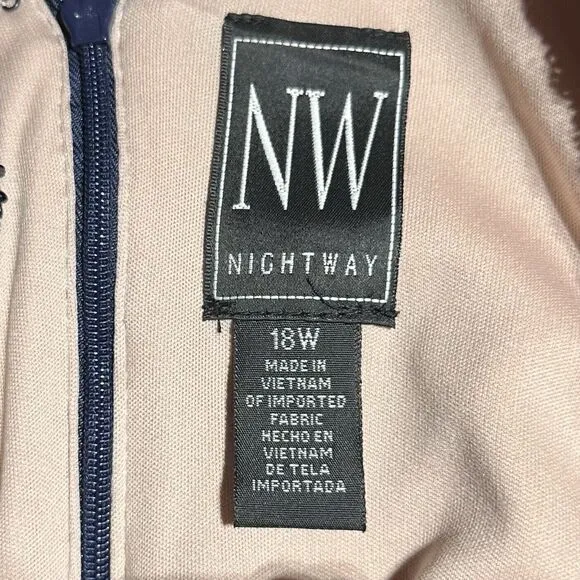 NW
NIGHTWAY
18W
MADE IN
VIETNAM
OF IMPORTED
FABRIC
HECHO EN
VIETNAM
DE TELA
IMPORTADA